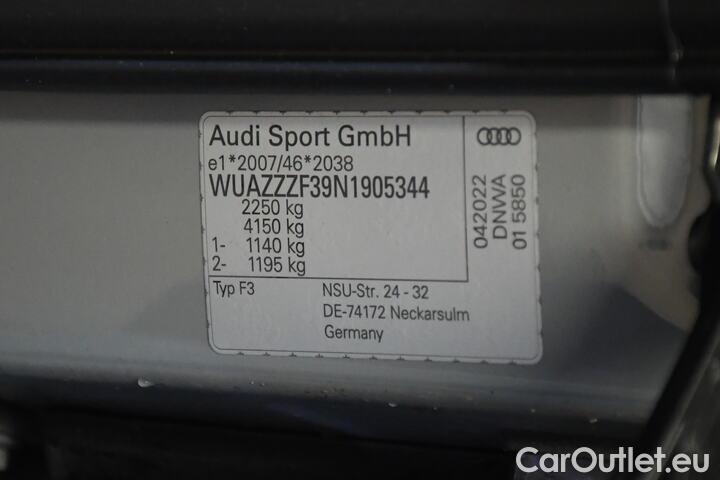 Audi Sport GmbH
e1*2007/46*2038
WUAZZZF39N1905344
2250 kg
4150 kg
1- 1140 kg
2- 1195 kg
Typ F3
NSU-Str. 24 - 32
DE-74172 Neckarsulm
Germany
042022
DNWA
01 5850
CarOutlet.eu